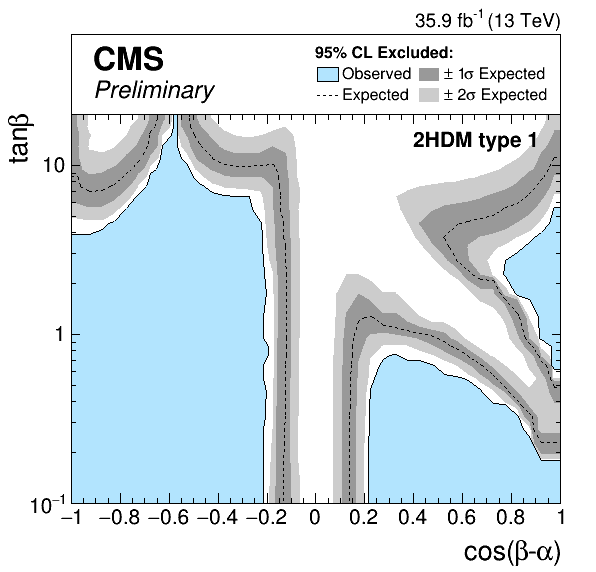 35.9 fb⁻¹ (13 TeV)
CMS
Preliminary
95% CL Excluded:
Observed
± 1σ Expected
Expected
± 2σ Expected
2HDM type 1
tanβ
10
1
10⁻¹
−1 −0.8 −0.6 −0.4 −0.2 0 0.2 0.4 0.6 0.8 1
cos(β-α)